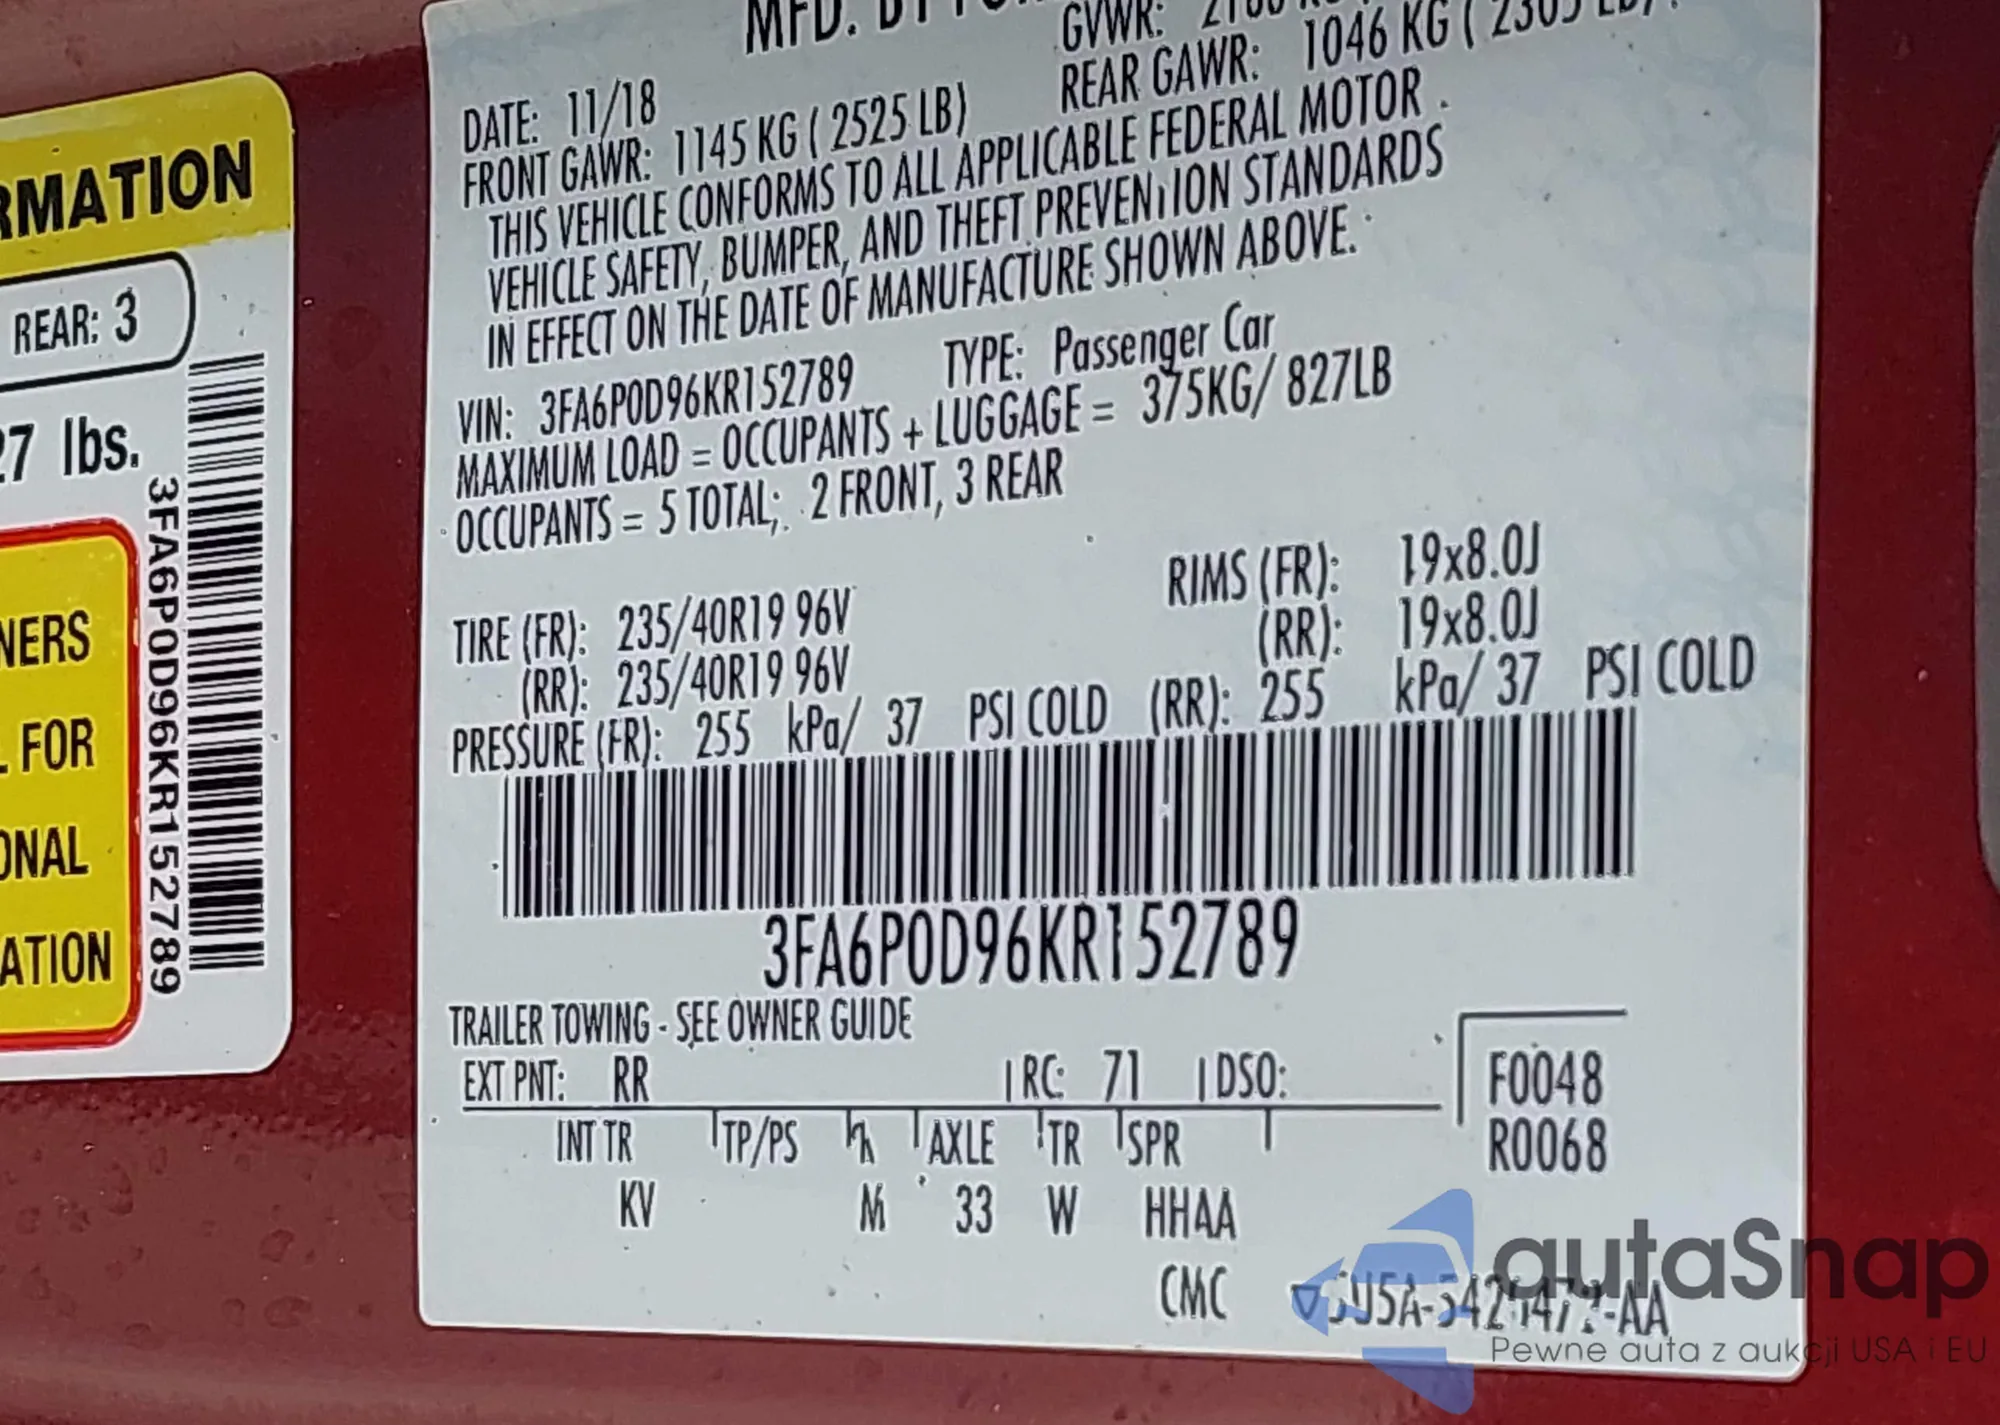 RMATION
REAR: 3
27 lbs.
3FA6P0D96KR152789
NERS
FOR
ONAL
ATION
MFD. BY
GVWR:
DATE: 11/18
FRONT GAWR: 1145 KG ( 2525 LB) REAR GAWR: 1046 KG ( 2305 LB)
THIS VEHICLE CONFORMS TO ALL APPLICABLE FEDERAL MOTOR
VEHICLE SAFETY, BUMPER, AND THEFT PREVENTION STANDARDS
IN EFFECT ON THE DATE OF MANUFACTURE SHOWN ABOVE.
VIN: 3FA6P0D96KR152789 TYPE: Passenger Car
MAXIMUM LOAD = OCCUPANTS + LUGGAGE = 375KG/ 827LB
OCCUPANTS = 5 TOTAL; 2 FRONT, 3 REAR
TIRE (FR): 235/40R19 96V RIMS (FR): 19x8.0J
(RR): 235/40R19 96V (RR): 19x8.0J
PRESSURE (FR): 255 kPa/ 37 PSI COLD (RR): 255 kPa/ 37 PSI COLD
3FA6P0D96KR152789
TRAILER TOWING - SEE OWNER GUIDE
EXT PNT: RR RC: 71 DSO: F0048
R0068
INT TR TP/PS R AXLE TR SPR
KV M 33 W HHAA
CMC
autaSnap
Pewne auta z aukcji USA i EU